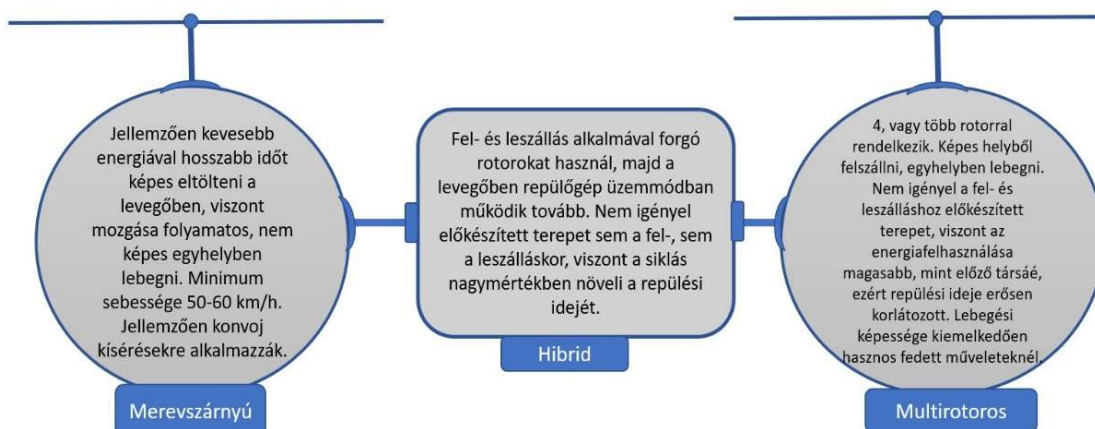 Jellemzően kevesebb
energiával hosszabb időt
képes eltölteni a
levegőben, viszont
mozgása folyamatos, nem
képes egyhelyben
lebegni. Minimum
sebessége 50-60 km/h.
Jellemzően konvoj
kísérésekre alkalmazzák.
Merevszárnyú
Fel- és leszállás alkalmával forgó
rotorokat használ, majd a
levegőben repülőgép üzemmódban
működik tovább. Nem igényel
előkészített terepet sem a fel-, sem
a leszálláskor, viszont a siklás
nagymértékben növeli a repülési
idejét.
Hibrid
4, vagy több rotorral
rendelkezik. Képes helyből
felszállni, egyhelyben lebegni.
Nem igényel a fel- és
leszálláshoz előkészített
terepet, viszont az
energiafelhasználása
magasabb, mint előző társáé,
ezért repülési ideje erősen
korlátozott. Lebegési
képessége kiemelkedően
hasznos fedett műveleteknél.
Multirotoros